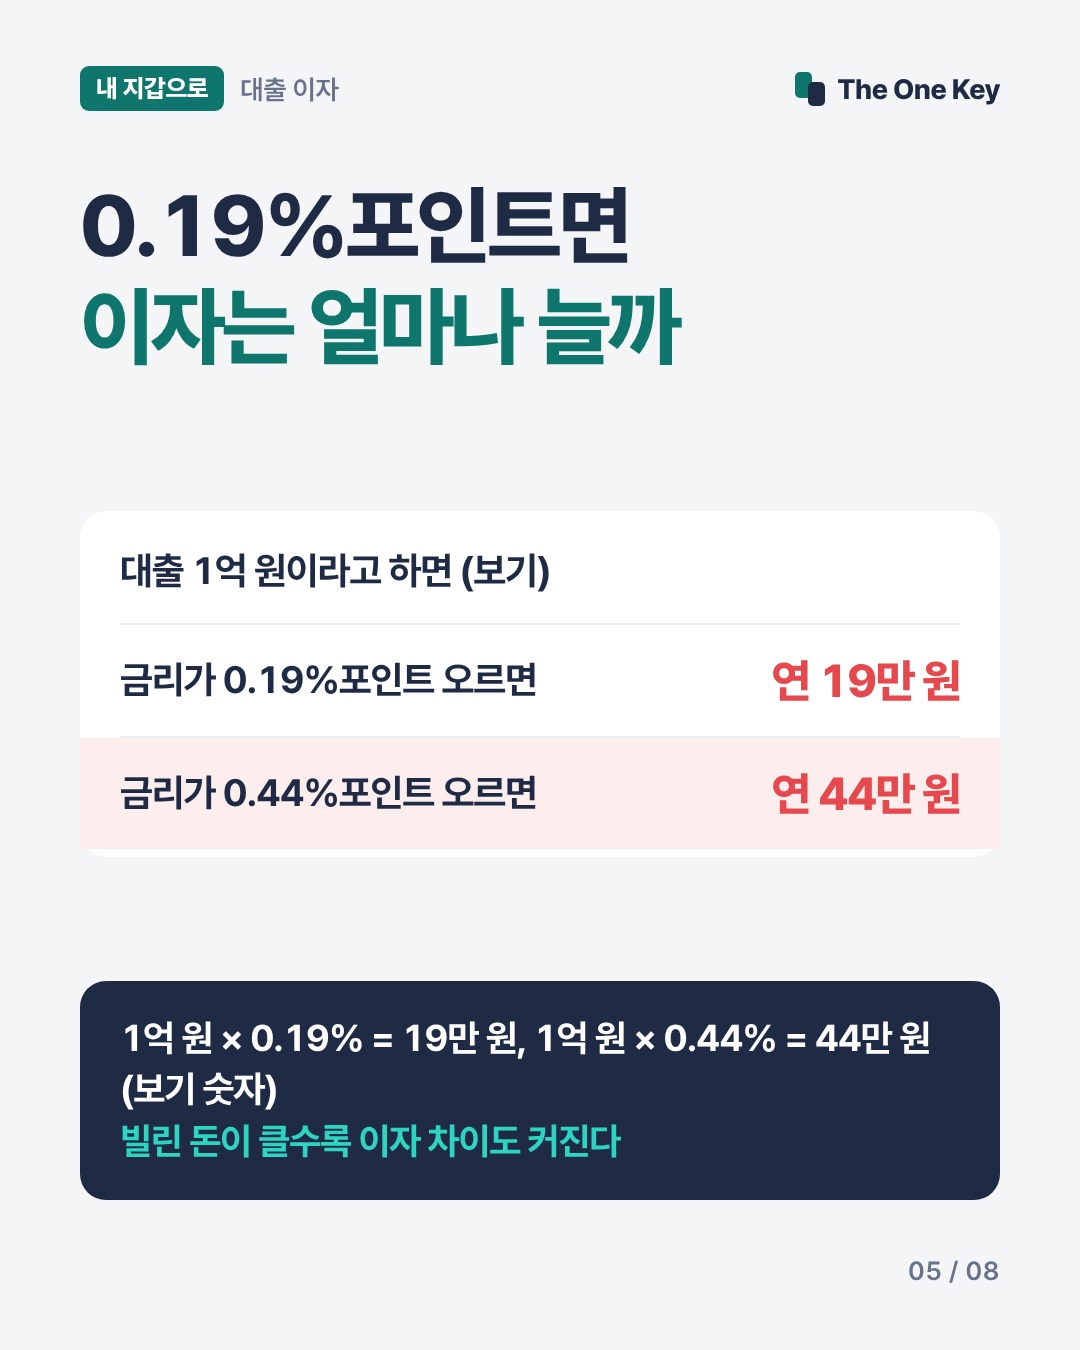 내 지갑으로 대출 이자
The One Key
0.19%포인트면
이자는 얼마나 늘까
대출 1억 원이라고 하면 (보기)
금리가 0.19%포인트 오르면 연 19만 원
금리가 0.44%포인트 오르면 연 44만 원
1억 원 × 0.19% = 19만 원, 1억 원 × 0.44% = 44만 원
(보기 숫자)
빌린 돈이 클수록 이자 차이도 커진다
05 / 08